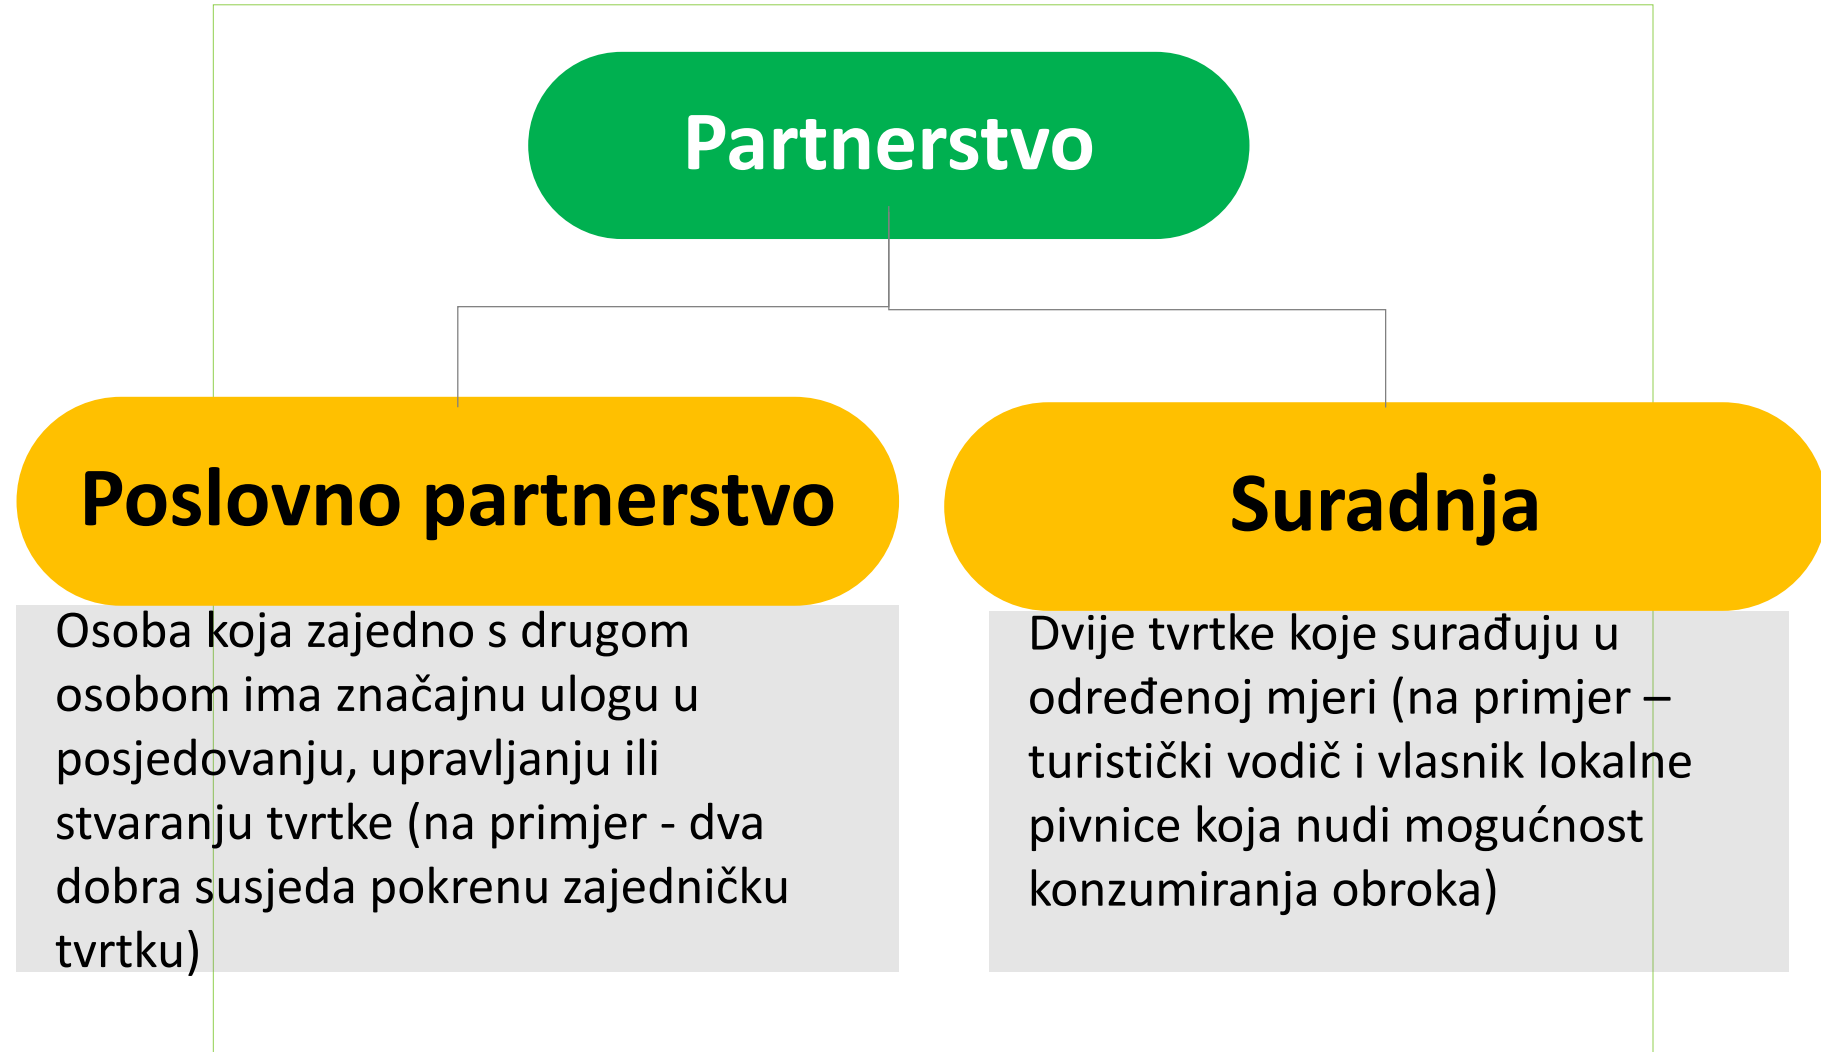 Partnerstvo
Poslovno partnerstvo
Osoba koja zajedno s drugom
osobom ima značajnu ulogu u
posjedovanju, upravljanju ili
stvaranju tvrtke (na primjer - dva
dobra susjeda pokrenu zajedničku
tvrtku)
Suradnja
Dvije tvrtke koje surađuju u
određenoj mjeri (na primjer –
turistički vodič i vlasnik lokalne
pivnice koja nudi mogućnost
konzumiranja obroka)